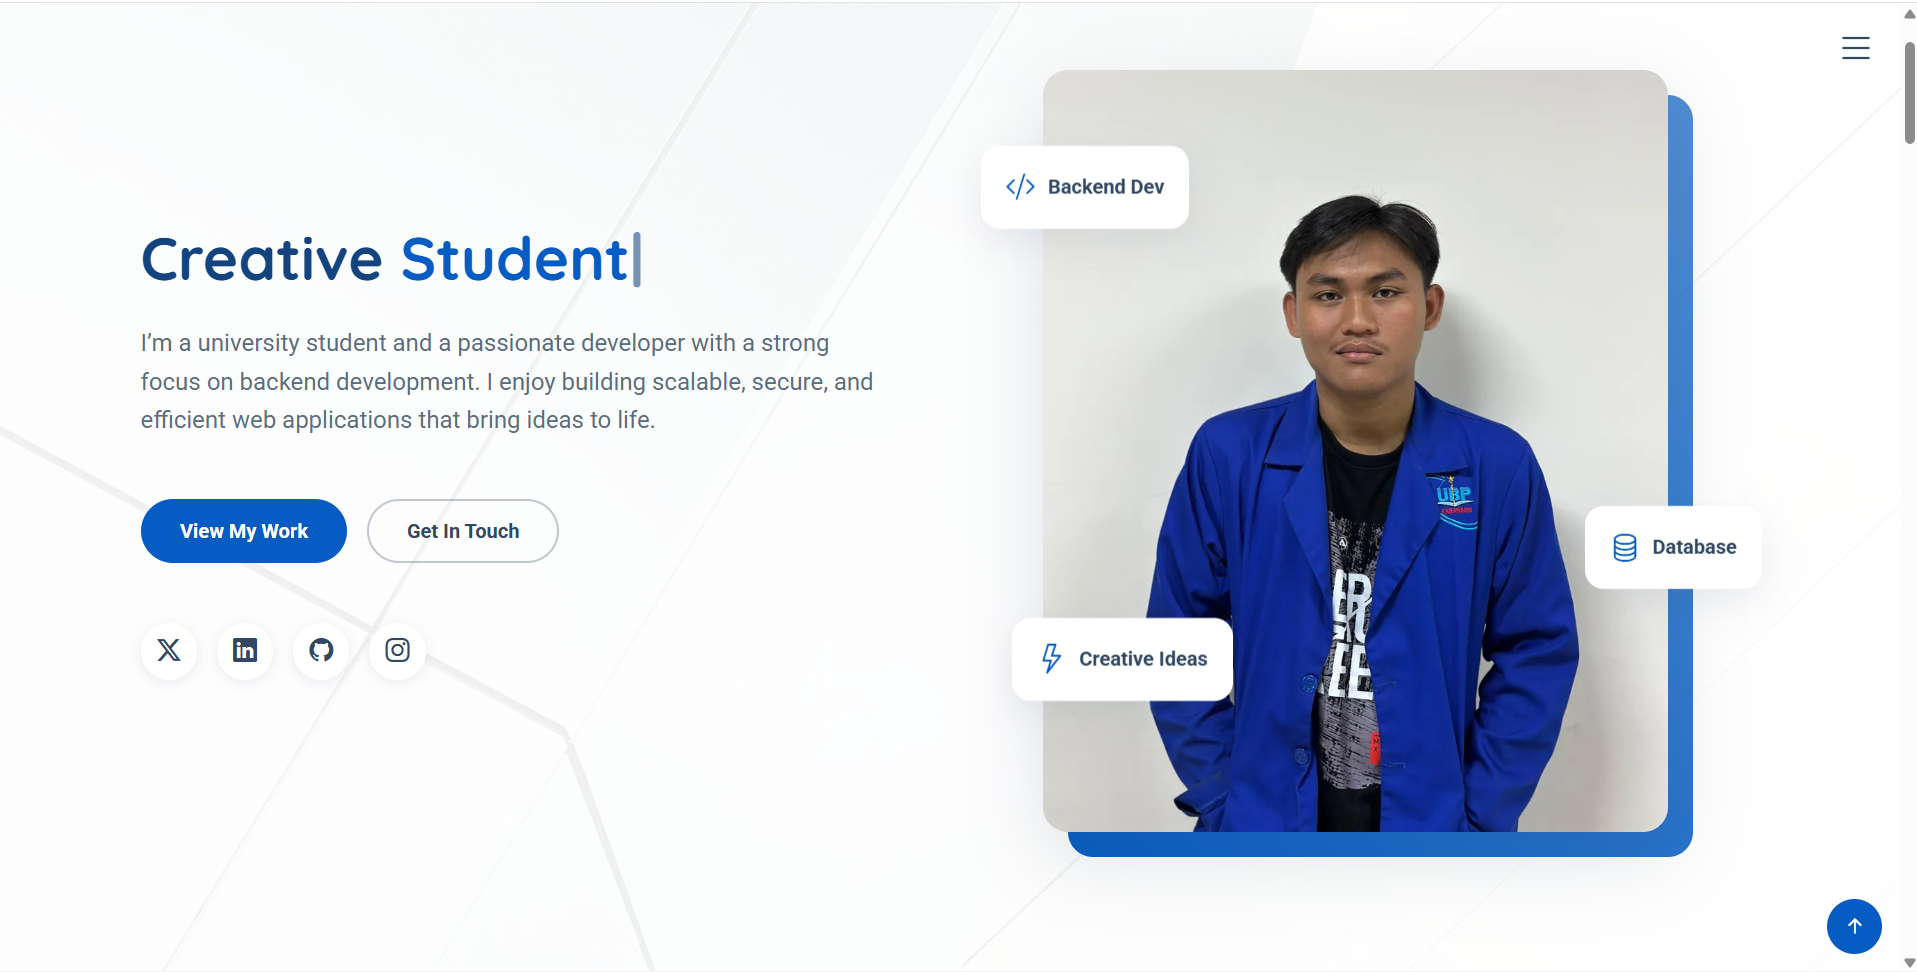 Backend Dev
Creative Student
I’m a university student and a passionate developer with a strong
focus on backend development. I enjoy building scalable, secure, and
efficient web applications that bring ideas to life.
View My Work
Get In Touch
UBP
KARAWANG
Database
Creative Ideas